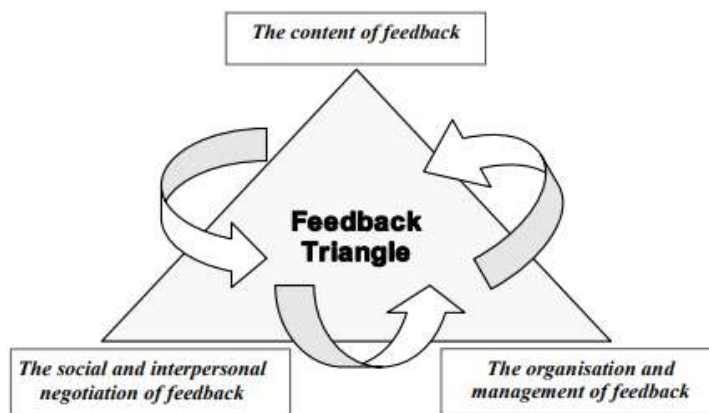 The content of feedback
Feedback
Triangle
The social and interpersonal
negotiation of feedback
The organisation and
management of feedback